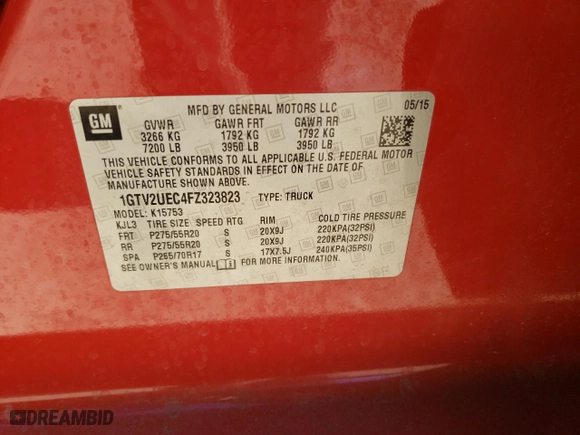 GM
MFD BY GENERAL MOTORS LLC 05/15
GVWR GAWR FRT GAWR RR
3266 KG 1792 KG 1792 KG
7200 LB 3950 LB 3950 LB
THIS VEHICLE CONFORMS TO ALL APPLICABLE U.S. FEDERAL MOTOR
VEHICLE SAFETY STANDARDS IN EFFECT ON THE DATE OF
MANUFACTURE SHOWN ABOVE.
1GTV2UEC4FZ323823 TYPE: TRUCK
MODEL: K15753
KJL3 TIRE SIZE SPEED RTG RIM COLD TIRE PRESSURE
FRT P275/55R20 S 20X9J 220KPA(32PSI)
RR P275/55R20 S 20X9J 220KPA(32PSI)
SPA P265/70R17 S 17X7.5J 240KPA(35PSI)
SEE OWNER'S MANUAL FOR MORE INFORMATION.
DREAMBID